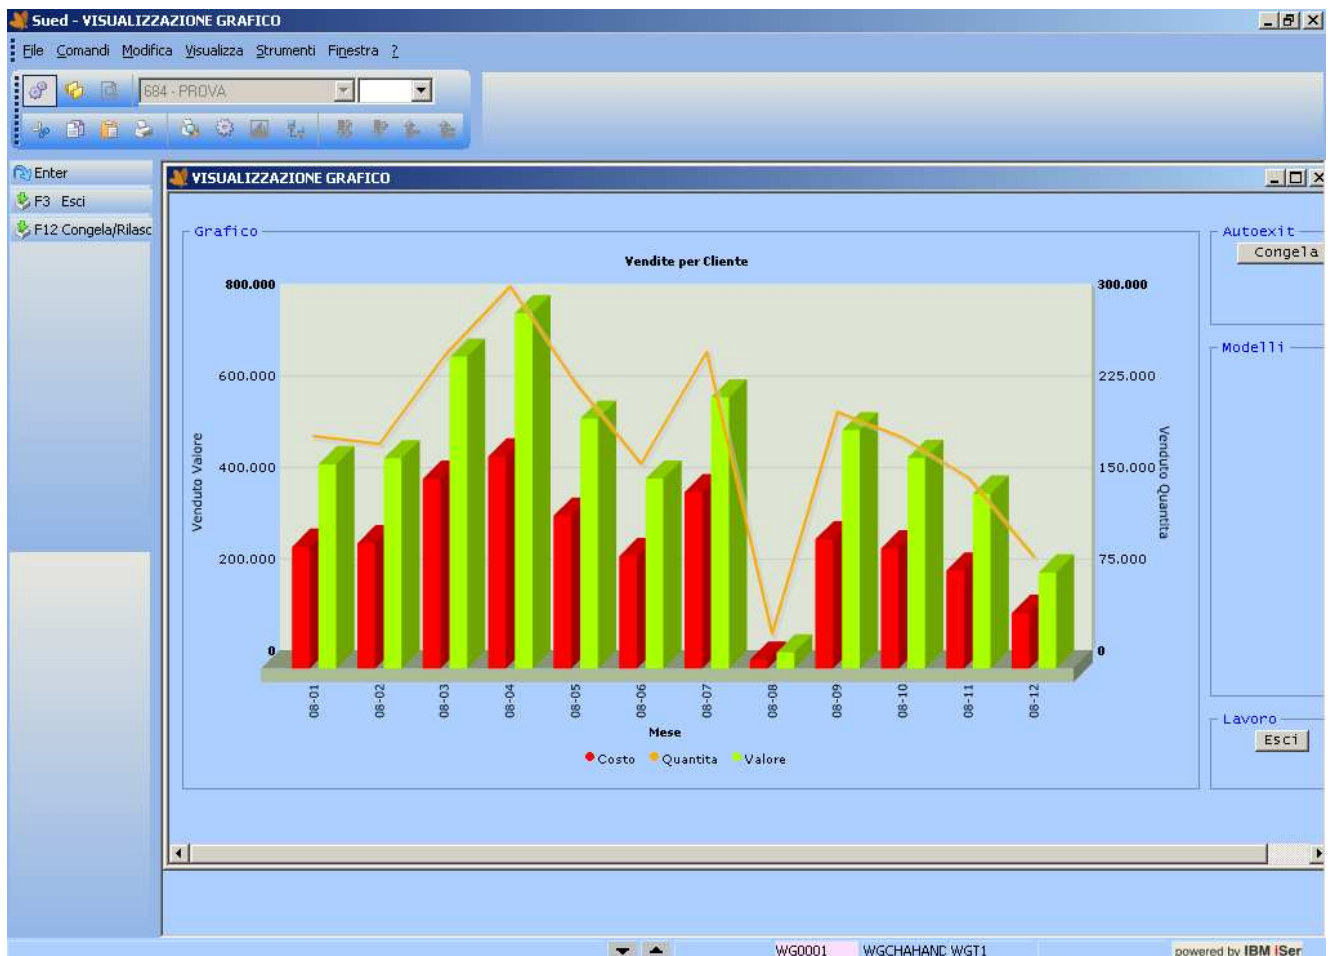 Sued - VISUALIZZAZIONE GRAFICO
File Comandi Modifica Visualizza Strumenti Finestra ?
684 - PROVA
Enter
F3 Esci
F12 Congela/Rilasc
VISUALIZZAZIONE GRAFICO
Grafico
Autoexit
Congela
Modelli
Lavoro
Esci
Vendite per Cliente
800.000
600.000
400.000
200.000
0
Venduto Valore
300.000
225.000
150.000
75.000
0
Venduto Quantita
08-01
08-02
08-03
08-04
08-05
08-06
08-07
08-08
08-09
08-10
08-11
08-12
Mese
Costo Quantita Valore
WG0001 WGCHAHAND WGT1
powered by IBM iSer